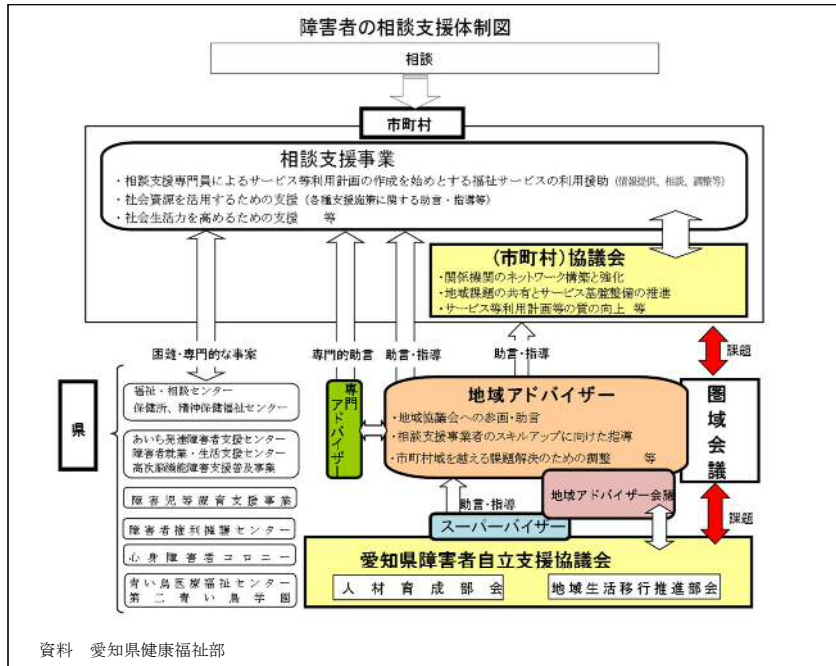 障害者の相談支援体制図
相談
市町村
相談支援事業
・相談支援専門員によるサービス等利用計画の作成を始めとする福祉サービスの利用援助（情報提供、相談、調整等）
・社会資源を活用するための支援（各種支援施策に関する助言・指導等）
・社会生活力を高めるための支援　等
（市町村）協議会
・関係機関のネットワーク構築と強化
・地域課題の共有とサービス基盤整備の推進
・サービス等利用計画等の質の向上 等
困難・専門的な事案
専門的助言
助言・指導
助言・指導
課題
県
福祉・相談センター
保健所、精神保健福祉センター
あいち発達障害者支援センター
障害者就業・生活支援センター
高次脳機能障害支援普及事業
障害児等療育支援事業
障害者権利擁護センター
心身障害者コロニー
青い鳥医療福祉センター
第二青い鳥学園
専門アドバイザー
地域アドバイザー
・地域協議会への参画・助言
・相談支援事業者のスキルアップに向けた指導
・市町村域を越える課題解決のための調整　等
圏域会議
地域アドバイザー会議
助言・指導
スーパーバイザー
課題
愛知県障害者自立支援協議会
人材育成部会
地域生活移行推進部会
資料　愛知県健康福祉部